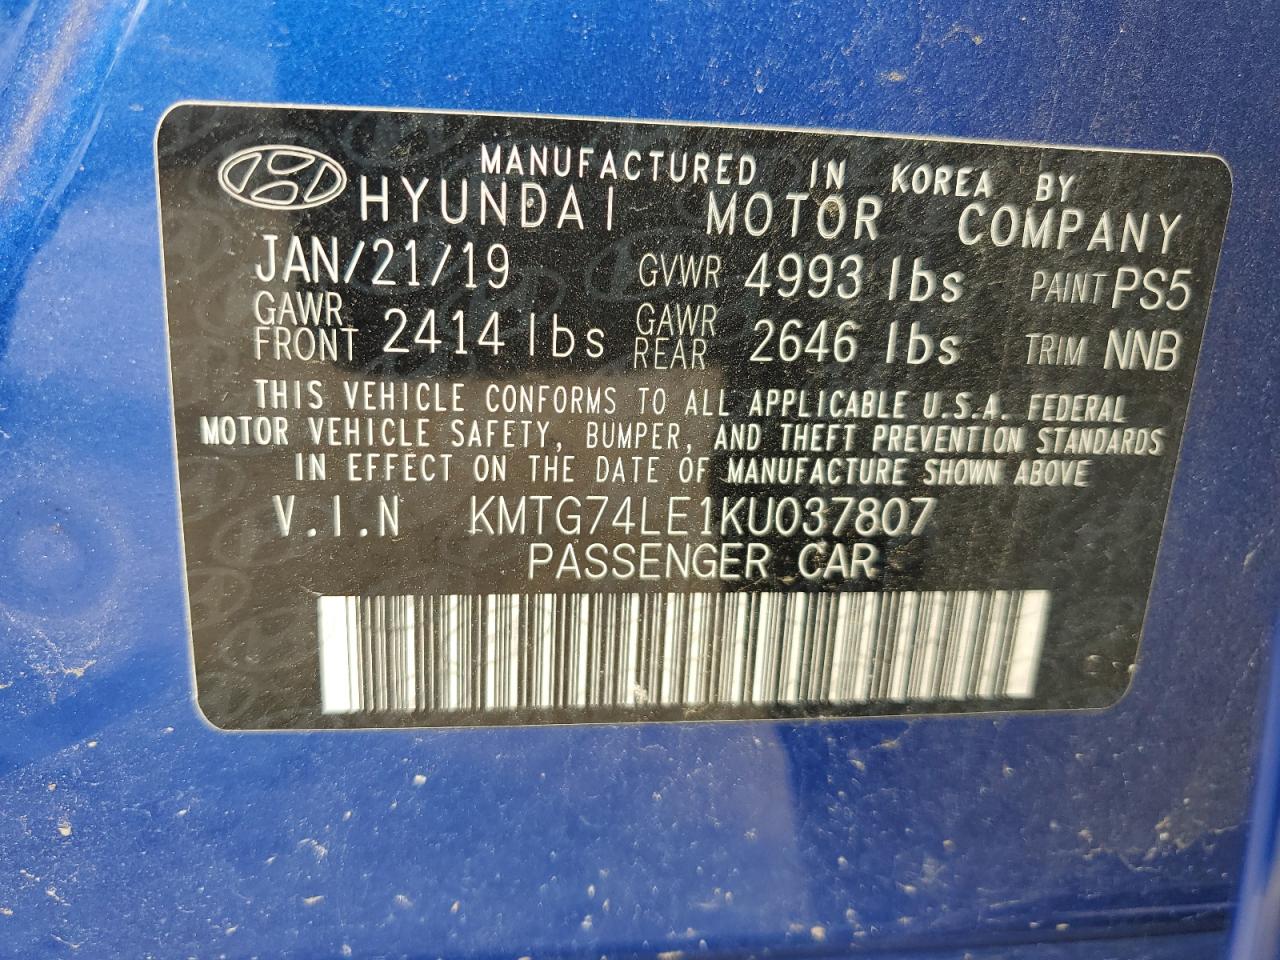 MANUFACTURED IN KOREA BY
HYUNDAI MOTOR COMPANY
JAN/21/19 GVWR 4993 lbs PAINT PS5
GAWR FRONT 2414 lbs GAWR REAR 2646 lbs TRIM NNB
THIS VEHICLE CONFORMS TO ALL APPLICABLE U.S.A. FEDERAL
MOTOR VEHICLE SAFETY, BUMPER, AND THEFT PREVENTION STANDARDS
IN EFFECT ON THE DATE OF MANUFACTURE SHOWN ABOVE
V.I.N KMTG74LE1KU037807
PASSENGER CAR